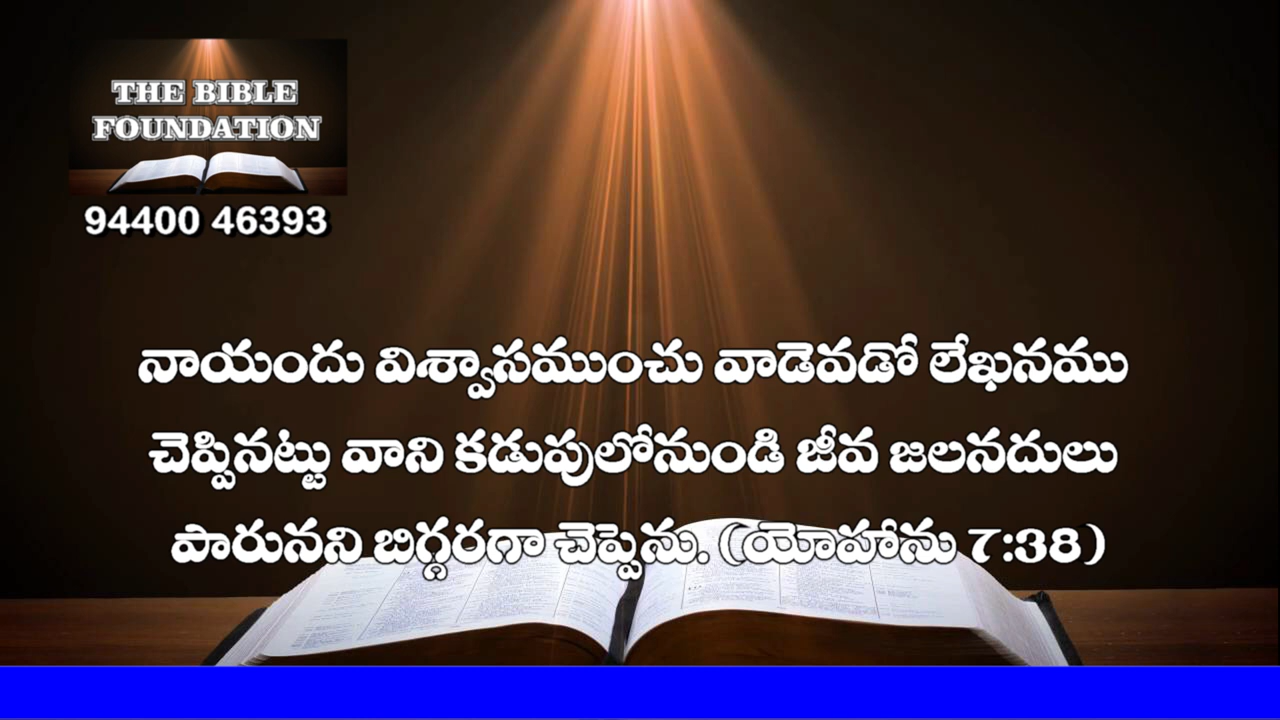 THE BIBLE
FOUNDATION
94400 46393
నాయందు విశ్వాసముంచు వాడెవడో లేఖనము
చెప్పినట్టు వాని కడుపులోనుండి జీవ జలనదులు
పారునని బిగ్గరగా చెప్పెను. (యోహాను 7:38)